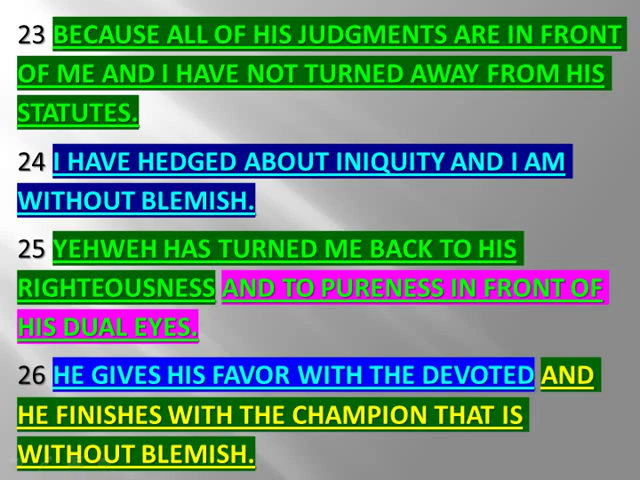 23 BECAUSE ALL OF HIS JUDGMENTS ARE IN FRONT
OF ME AND I HAVE NOT TURNED AWAY FROM HIS
STATUTES.
24 I HAVE HEDGED ABOUT INIQUITY AND I AM
WITHOUT BLEMISH.
25 YEHWEH HAS TURNED ME BACK TO HIS
RIGHTEOUSNESS AND TO PURENESS IN FRONT OF
HIS DUAL EYES.
26 HE GIVES HIS FAVOR WITH THE DEVOTED AND
HE FINISHES WITH THE CHAMPION THAT IS
WITHOUT BLEMISH.